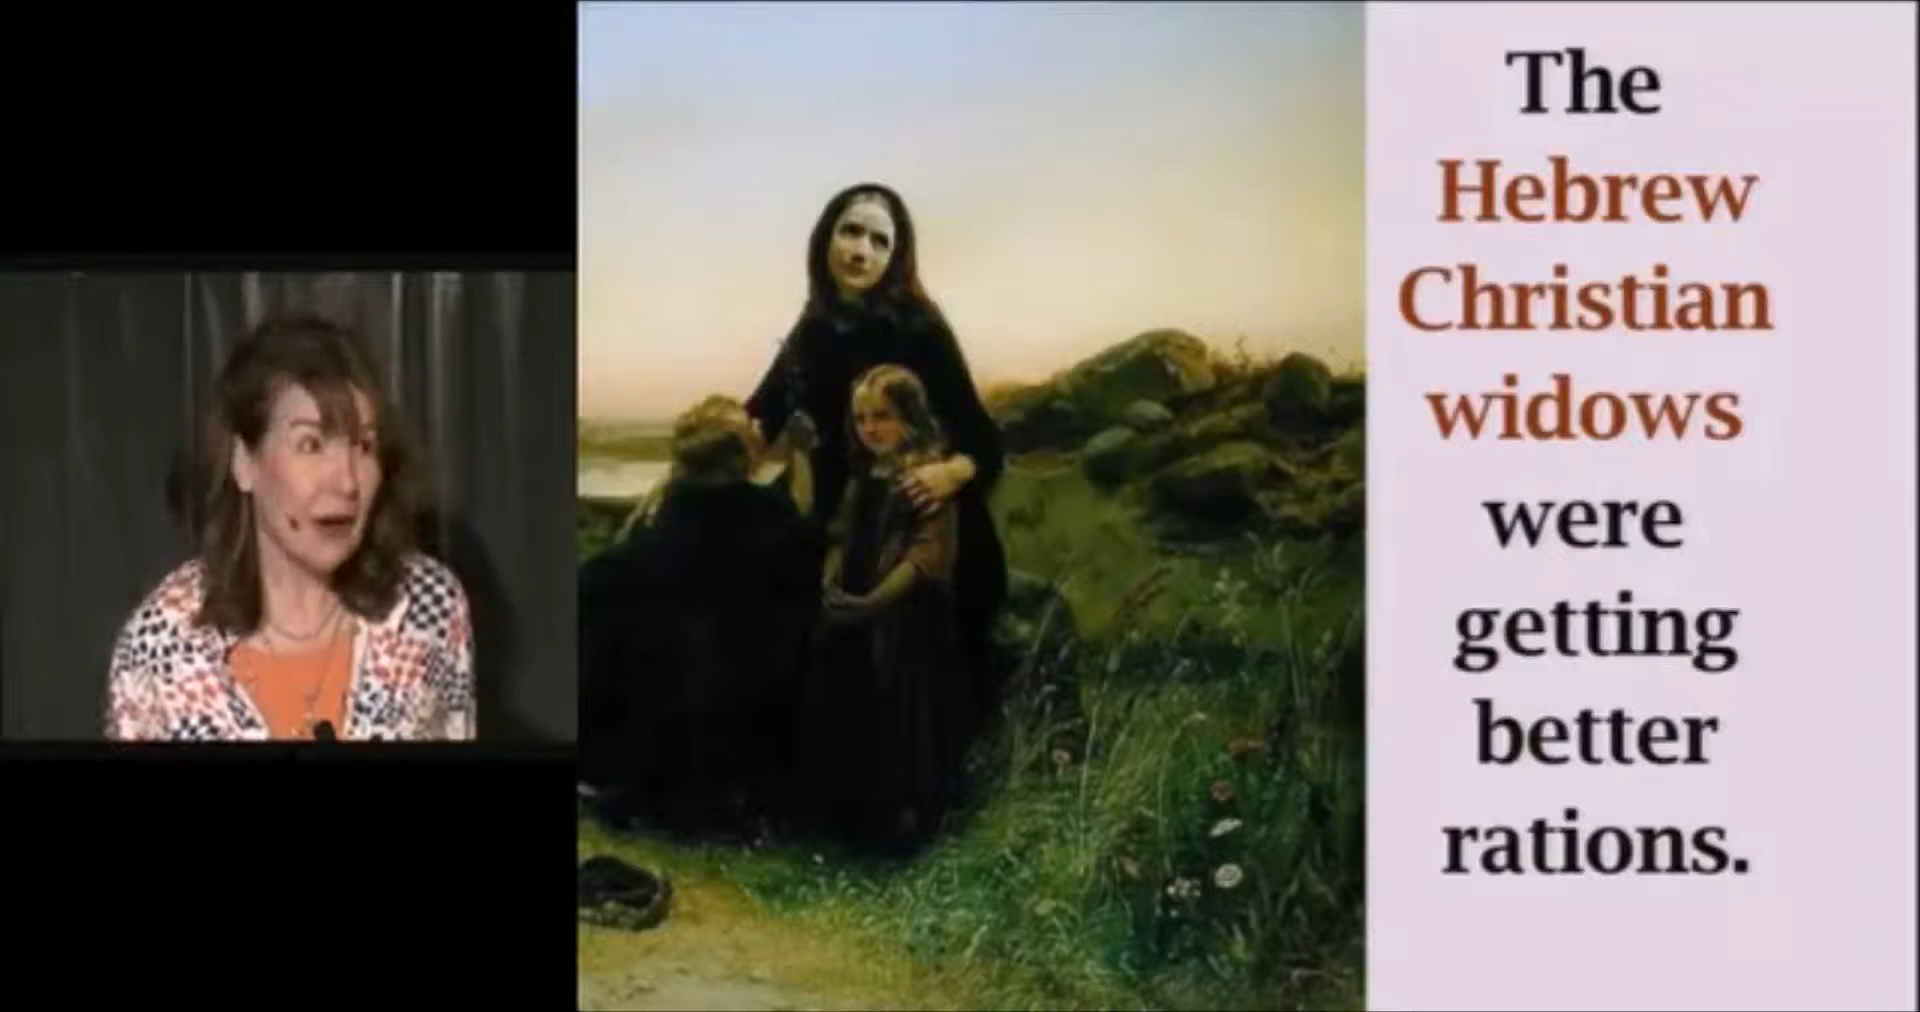 The
Hebrew
Christian
widows
were
getting
better
rations.